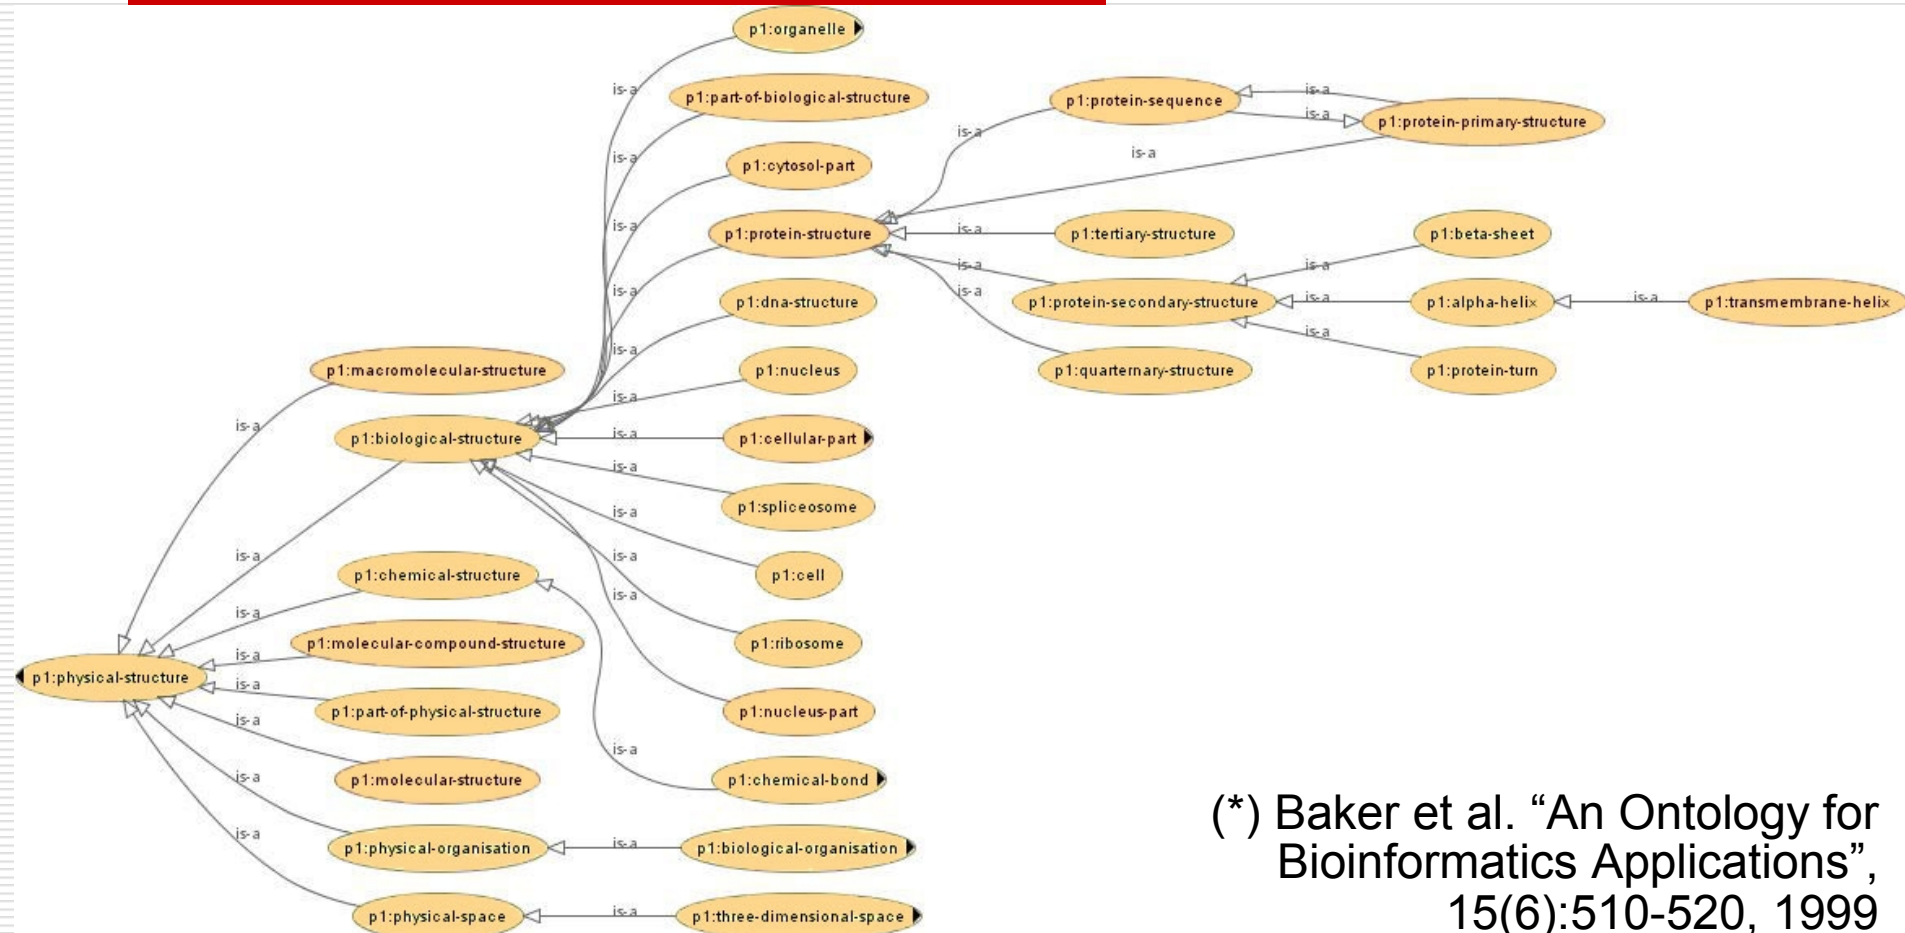 p1:organelle
is-a
p1:part-of-biological-structure
p1:protein-sequence
is-a
is-a
p1:protein-primary-structure
is-a
is-a
is-a
p1:cytosol-part
is-a
p1:protein-structure
is-a
p1:tertiary-structure
p1:beta-sheet
is-a
is-a
is-a
p1:dna-structure
is-a
p1:protein-secondary-structure
is-a
p1:alpha-helix
is-a
p1:transmembrane-helix
is-a
is-a
p1:macromolecular-structure
p1:nucleus
p1:quarternary-structure
p1:protein-turn
is-a
is-a
p1:biological-structure
is-a
p1:cellular-part
is-a
p1:spliceosome
is-a
is-a
is-a
p1:chemical-structure
p1:cell
is-a
is-a
p1:molecular-compound-structure
p1:ribosome
is-a
p1:physical-structure
is-a
p1:part-of-physical-structure
p1:nucleus-part
is-a
is-a
p1:molecular-structure
p1:chemical-bond
is-a
is-a
p1:physical-organisation
is-a
p1:biological-organisation
p1:physical-space
is-a
p1:three-dimensional-space
(*) Baker et al. “An Ontology for
Bioinformatics Applications”,
15(6):510-520, 1999